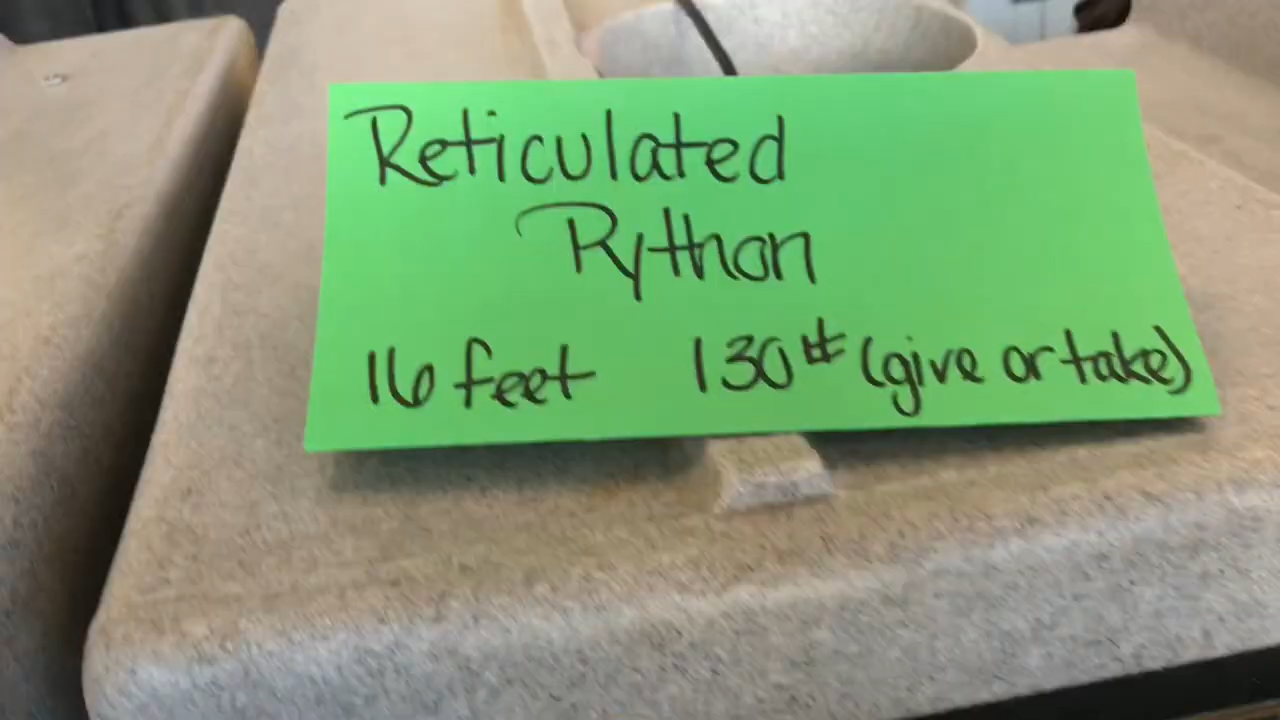 Reticulated
Python
16 feet 130# (give or take)